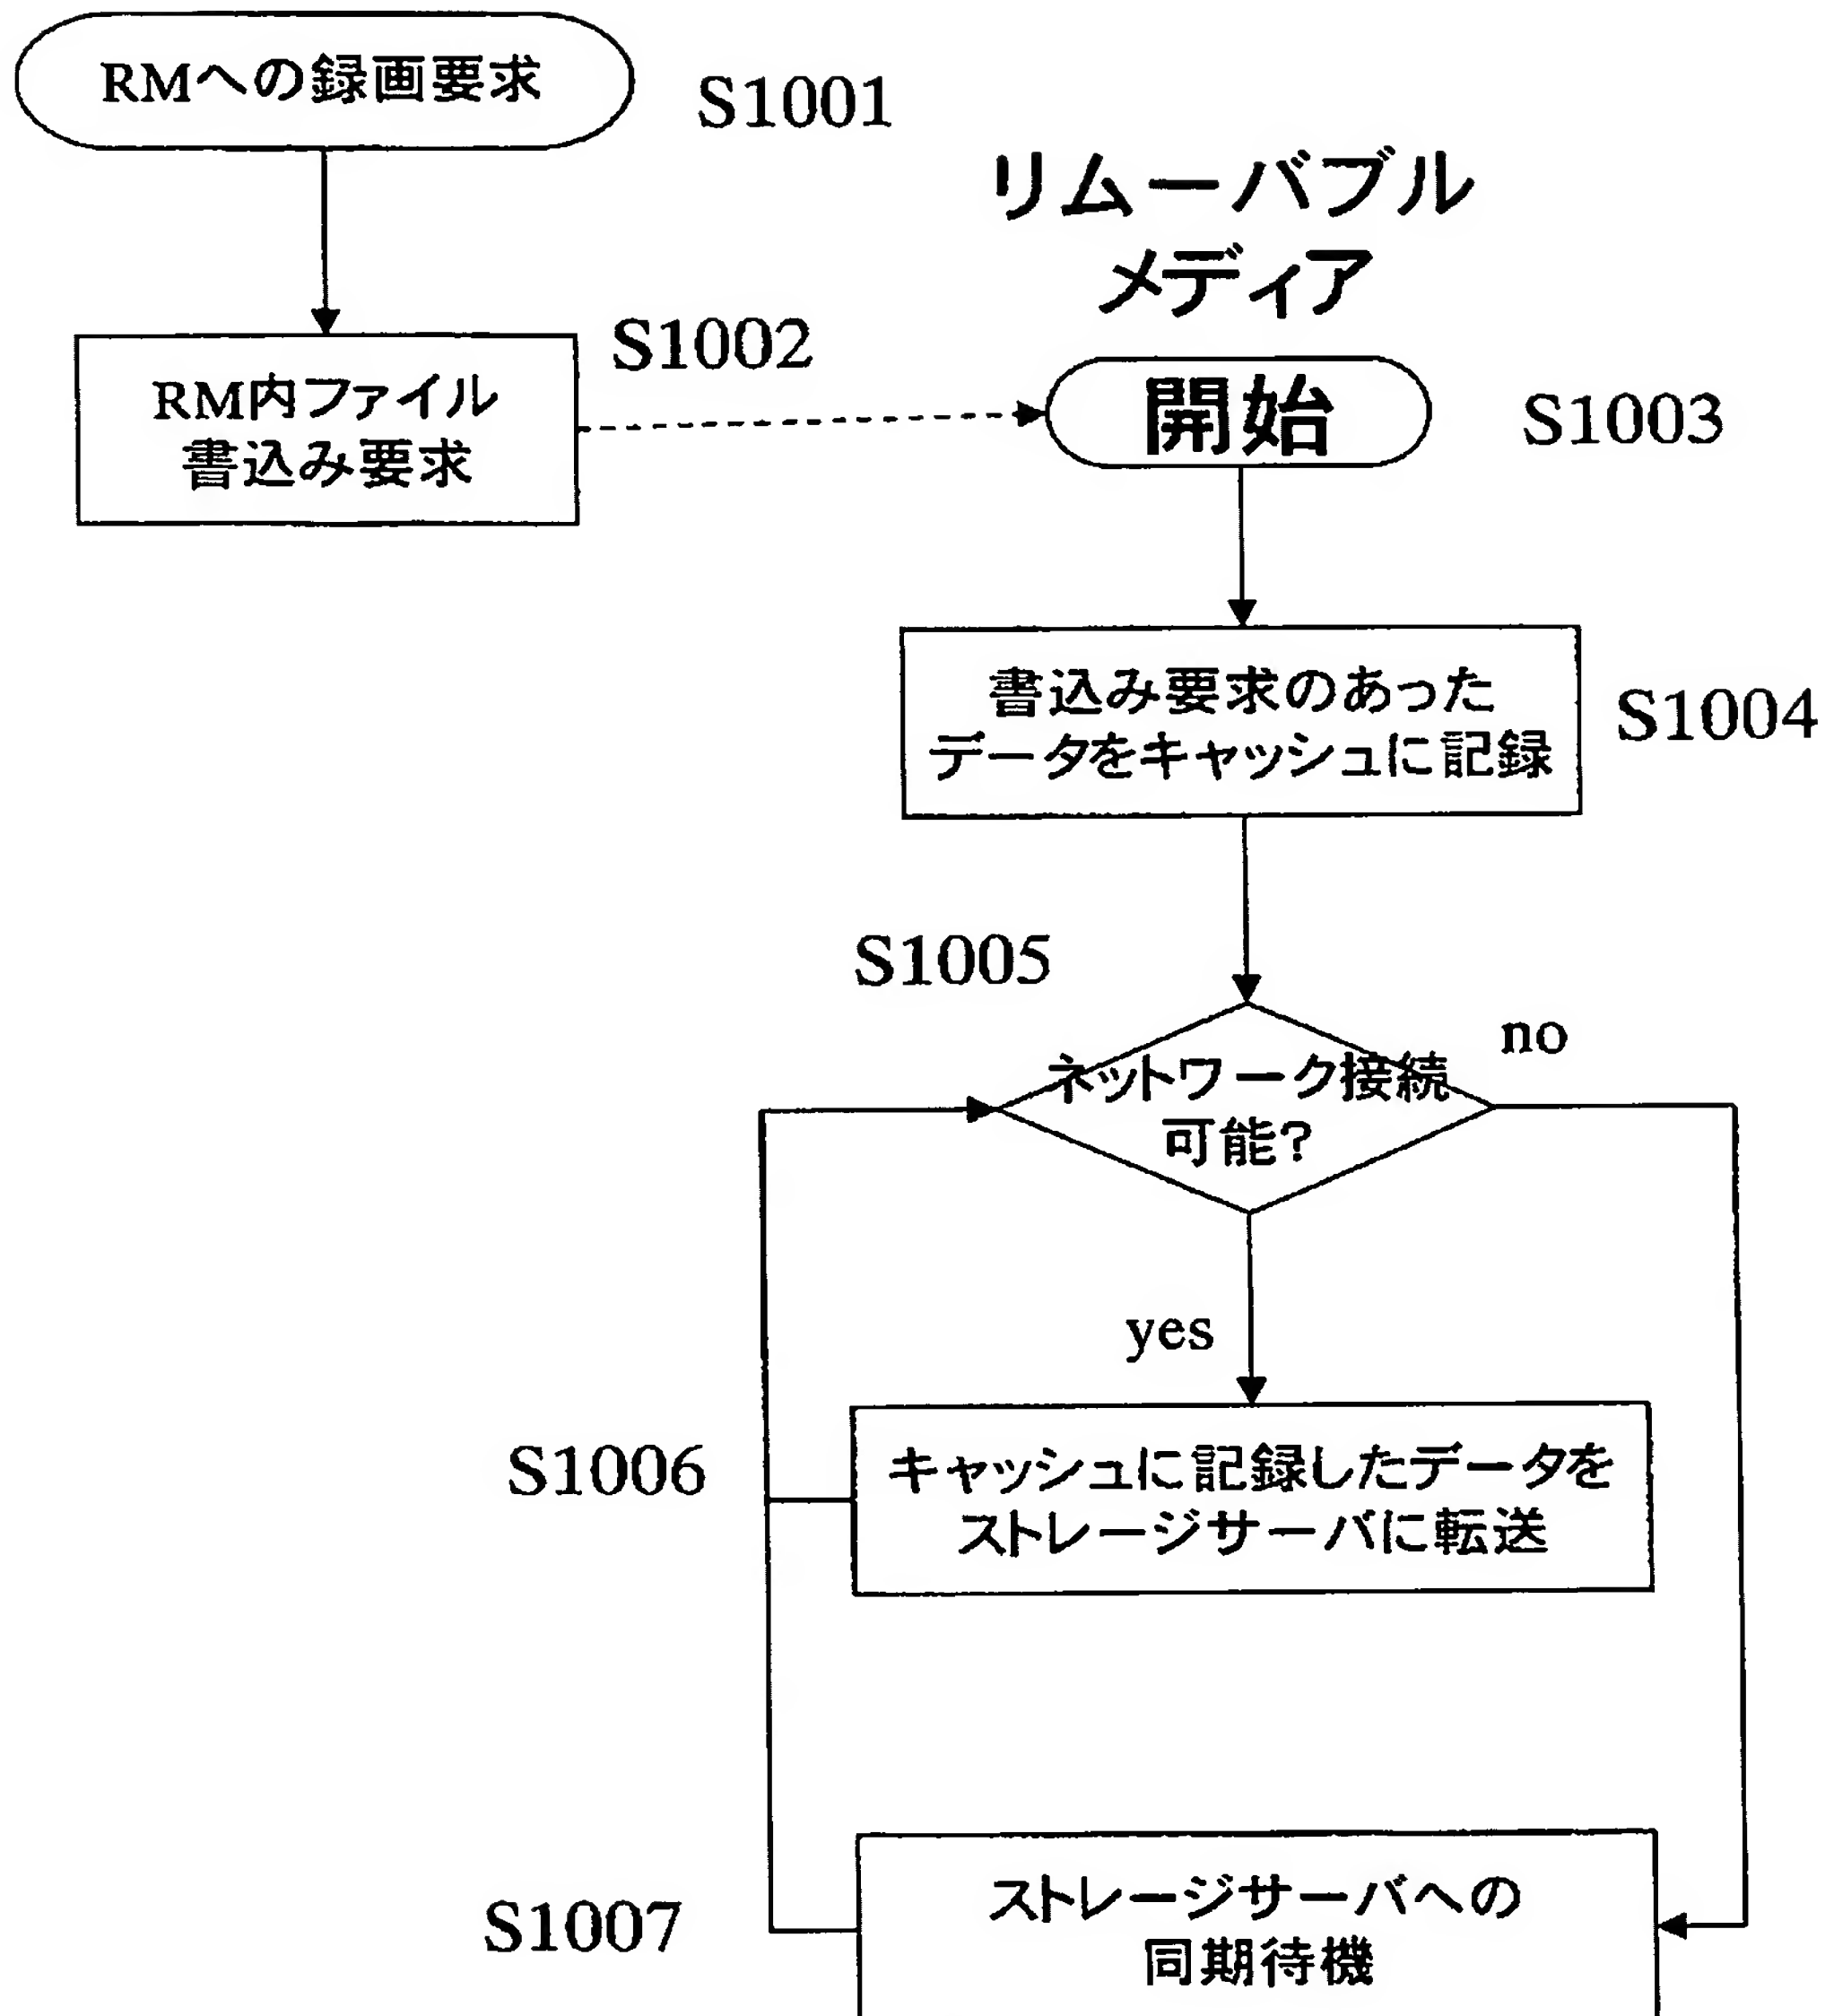 RMへの録画要求
S1001
リムーバブル
メディア
S1002
RM内ファイル
書込み要求
開始
S1003
書込み要求のあった
データをキャッシュに記録
S1004
S1005
no
ネットワーク接続
可能?
yes
S1006
キャッシュに記録したデータを
ストレージサーバに転送
S1007
ストレージサーバへの
同期待機